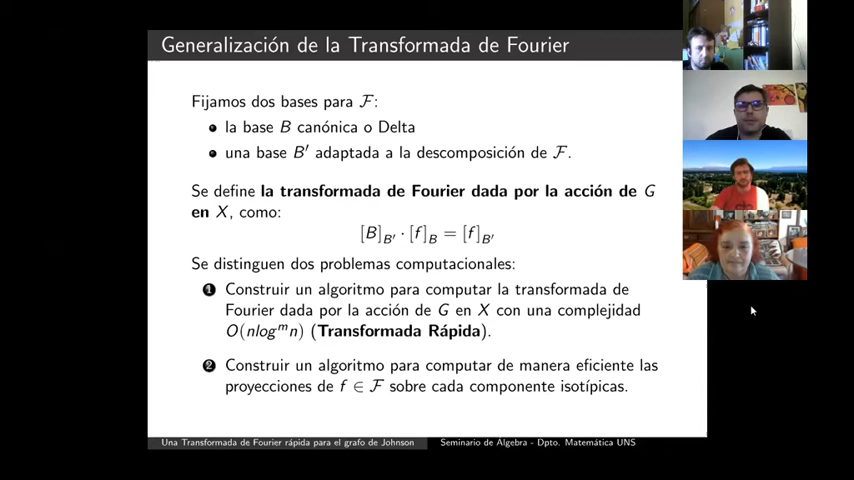 Generalización de la Transformada de Fourier
Fijamos dos bases para ℱ:
la base B canónica o Delta
una base B′ adaptada a la descomposición de ℱ.
Se define la transformada de Fourier dada por la acción de G
en X, como:
[B]_B′ · [f]_B = [f]_B′
Se distinguen dos problemas computacionales:
1 Construir un algoritmo para computar la transformada de
Fourier dada por la acción de G en X con una complejidad
O(nlog^m n) (Transformada Rápida).
2 Construir un algoritmo para computar de manera eficiente las
proyecciones de f ∈ ℱ sobre cada componente isotípicas.
Una Transformada de Fourier rápida para el grafo de Johnson
Seminario de Álgebra - Dpto. Matemática UNS